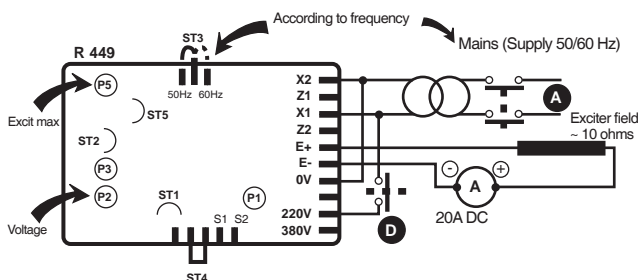 According to frequency
ST3
Mains (Supply 50/60 Hz)
R 449
50Hz
60Hz
X2
P5
Z1
A
Excit max
ST5
X1
Exciter field
~ 10 ohms
ST2
Z2
E+
P3
E-
- A +
0V
P2
ST1
P1
20A DC
Voltage
S1 S2
220V
D
380V
ST4